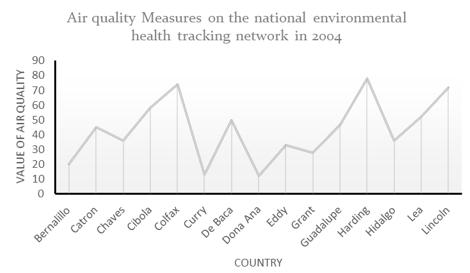 Air quality Measures on the national environmental
health tracking network in 2004
VALUE OF AIR QUALITY
90
80
70
60
50
40
30
20
10
0
Bernalillo
Catron
Chaves
Cibola
Colfax
Curry
De Baca
Dona Ana
Eddy
Grant
Guadalupe
Harding
Hidalgo
Lea
Lincoln
COUNTRY